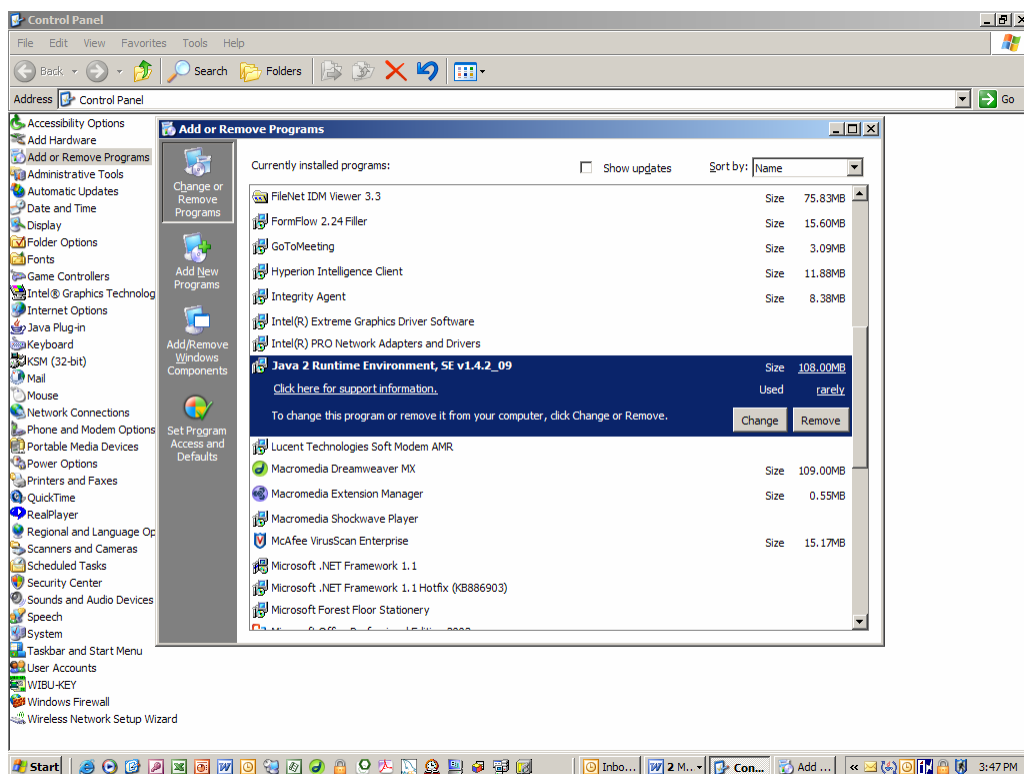 Control Panel
File Edit View Favorites Tools Help
Back Search Folders
Address Control Panel Go
Accessibility Options
Add Hardware
Add or Remove Programs
Administrative Tools
Automatic Updates
Date and Time
Display
Folder Options
Fonts
Game Controllers
Intel® Graphics Technolog
Internet Options
Java Plug-in
Keyboard
KSM (32-bit)
Mail
Mouse
Network Connections
Phone and Modem Options
Portable Media Devices
Power Options
Printers and Faxes
QuickTime
RealPlayer
Regional and Language Op
Scanners and Cameras
Scheduled Tasks
Security Center
Sounds and Audio Devices
Speech
System
Taskbar and Start Menu
User Accounts
WIBU-KEY
Windows Firewall
Wireless Network Setup Wizard
Add or Remove Programs
Change or
Remove
Programs
Add New
Programs
Add/Remove
Windows
Components
Set Program
Access and
Defaults
Currently installed programs: Show updates Sort by: Name
FileNet IDM Viewer 3.3 Size 75.83MB
FormFlow 2.24 Filler Size 15.60MB
GoToMeeting Size 3.09MB
Hyperion Intelligence Client Size 11.88MB
Integrity Agent Size 8.38MB
Intel(R) Extreme Graphics Driver Software
Intel(R) PRO Network Adapters and Drivers
Java 2 Runtime Environment, SE v1.4.2_09 Size 108.00MB
Click here for support information. Used rarely
To change this program or remove it from your computer, click Change or Remove. Change Remove
Lucent Technologies Soft Modem AMR
Macromedia Dreamweaver MX Size 109.00MB
Macromedia Extension Manager Size 0.55MB
Macromedia Shockwave Player
McAfee VirusScan Enterprise Size 15.17MB
Microsoft .NET Framework 1.1
Microsoft .NET Framework 1.1 Hotfix (KB886903)
Microsoft Forest Floor Stationery
Start Inbo... 2 M... Con... Add ... « 3:47 PM